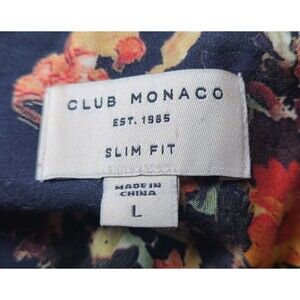 CLUB MONACO
EST. 1985
SLIM FIT
MADE IN
CHINA
L